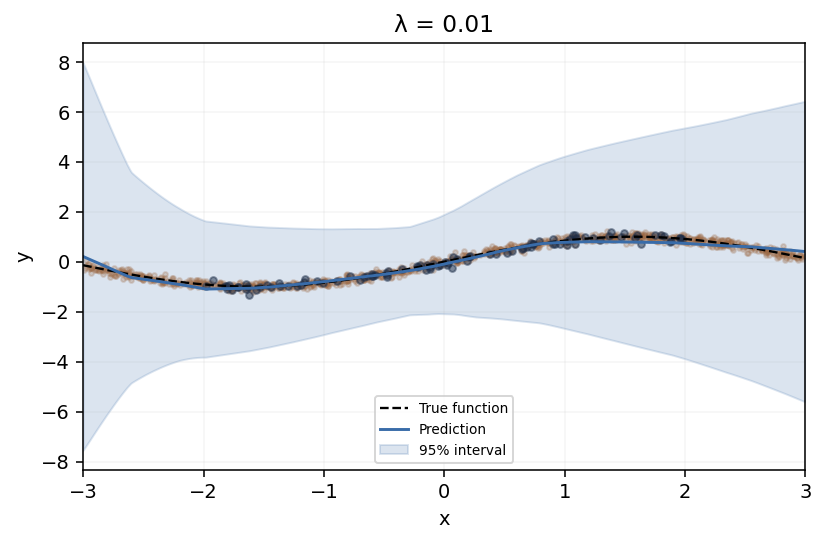 λ = 0.01
8
6
4
2
0
−2
−4
−6
−8
y
True function
Prediction
95% interval
−3 −2 −1 0 1 2 3
x